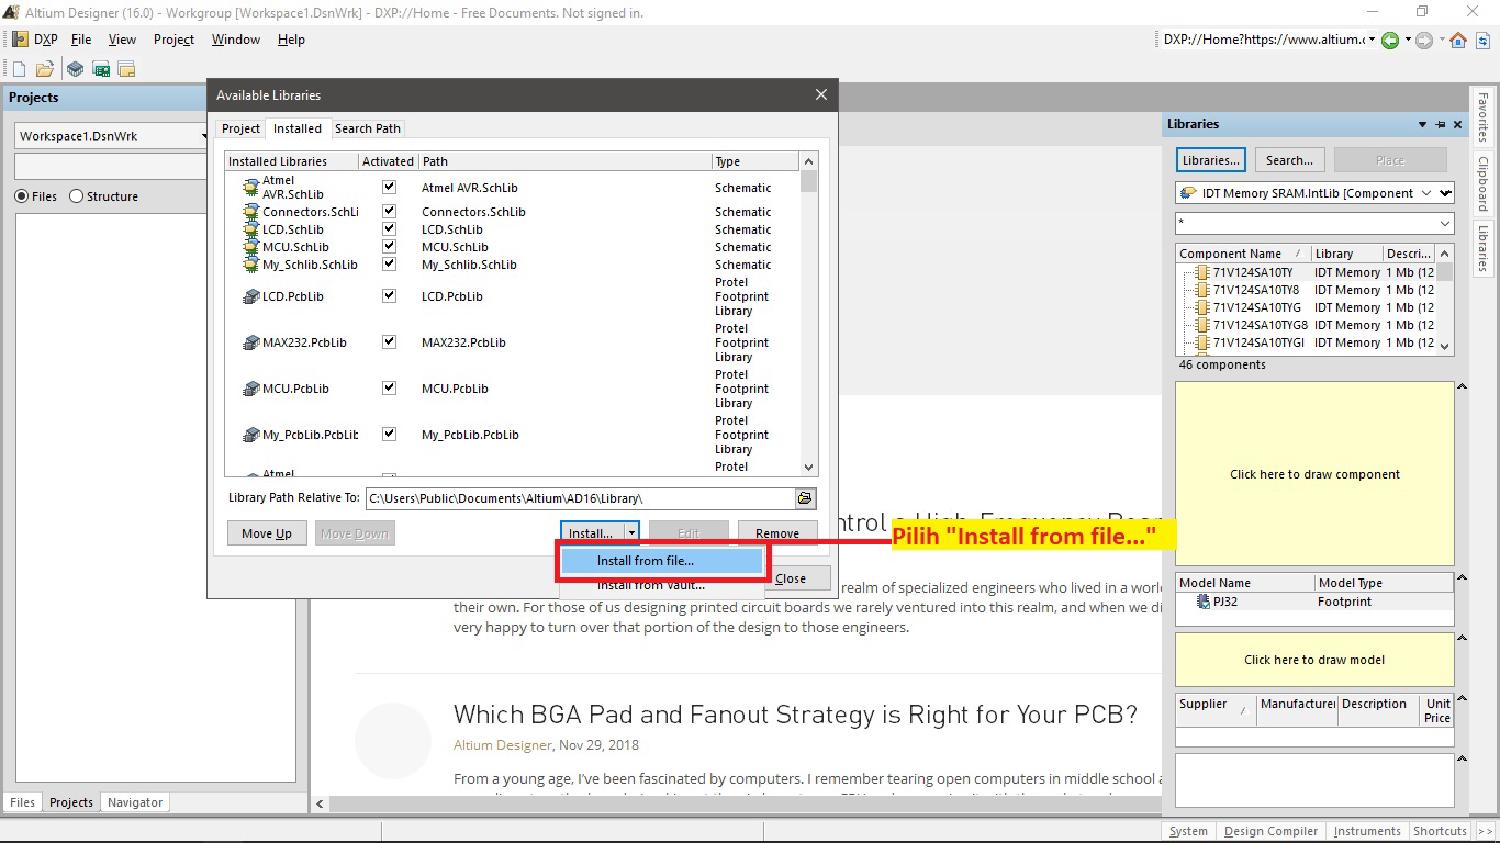 Altium Designer (16.0) - Workgroup [Workspace1.DsnWrk] - DXP://Home - Free Documents. Not signed in.
DXP File View Project Window Help
DXP://Home?https://www.altium.c
Projects
Workspace1.DsnWrk
Files Structure
Available Libraries
Project Installed Search Path
Installed Libraries Activated Path Type
Atmel
AVR.SchLib Atmel AVR.SchLib Schematic
Connectors.SchLi Connectors.SchLib Schematic
LCD.SchLib LCD.SchLib Schematic
MCU.SchLib MCU.SchLib Schematic
My_Schlib.SchLib My_Schlib.SchLib Schematic
Protel
LCD.PcbLib LCD.PcbLib Footprint
Library
Protel
MAX232.PcbLib MAX232.PcbLib Footprint
Library
Protel
MCU.PcbLib MCU.PcbLib Footprint
Library
Protel
My_PcbLib.PcbLib My_PcbLib.PcbLib Footprint
Library
Atmel Protel
Library Path Relative To: C:\Users\Public\Documents\Altium\AD16\Library\
Move Up Move Down Install... Edit Remove
Install from file...
Install from Vault...
Close
Pilih "Install from file..."
ntrol a High
realm of specialized engineers who lived in a world
their own. For those of us designing printed circuit boards we rarely ventured into this realm, and when we di
very happy to turn over that portion of the design to those engineers.
Which BGA Pad and Fanout Strategy is Right for Your PCB?
Altium Designer, Nov 29, 2018
From a young age, I've been fascinated by computers. I remember tearing open computers in middle school a
Files Projects Navigator
Libraries
Libraries... Search... Place
IDT Memory SRAM.IntLib [Component
*
Component Name / Library Descri...
71V124SA10TY IDT Memory 1 Mb (12
71V124SA10TY8 IDT Memory 1 Mb (12
71V124SA10TYG IDT Memory 1 Mb (12
71V124SA10TYG8 IDT Memory 1 Mb (12
71V124SA10TYGI IDT Memory 1 Mb (12
46 components
Click here to draw component
Model Name Model Type
PJ32 Footprint
Click here to draw model
Supplier / Manufacturer Description Unit
Price
Favorites
Clipboard
Libraries
System Design Compiler Instruments Shortcuts >>